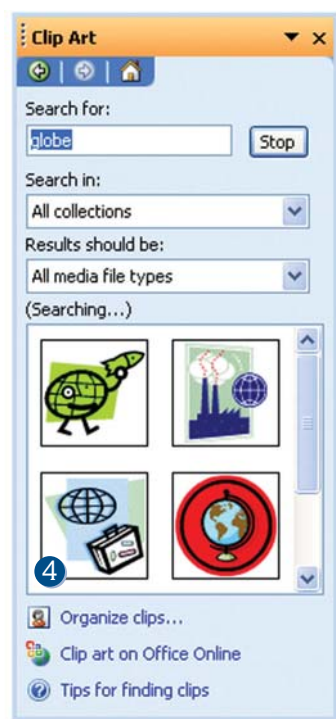 Clip Art
Search for:
globe
Stop
Search in:
All collections
Results should be:
All media file types
(Searching...)
4
Organize clips...
Clip art on Office Online
Tips for finding clips